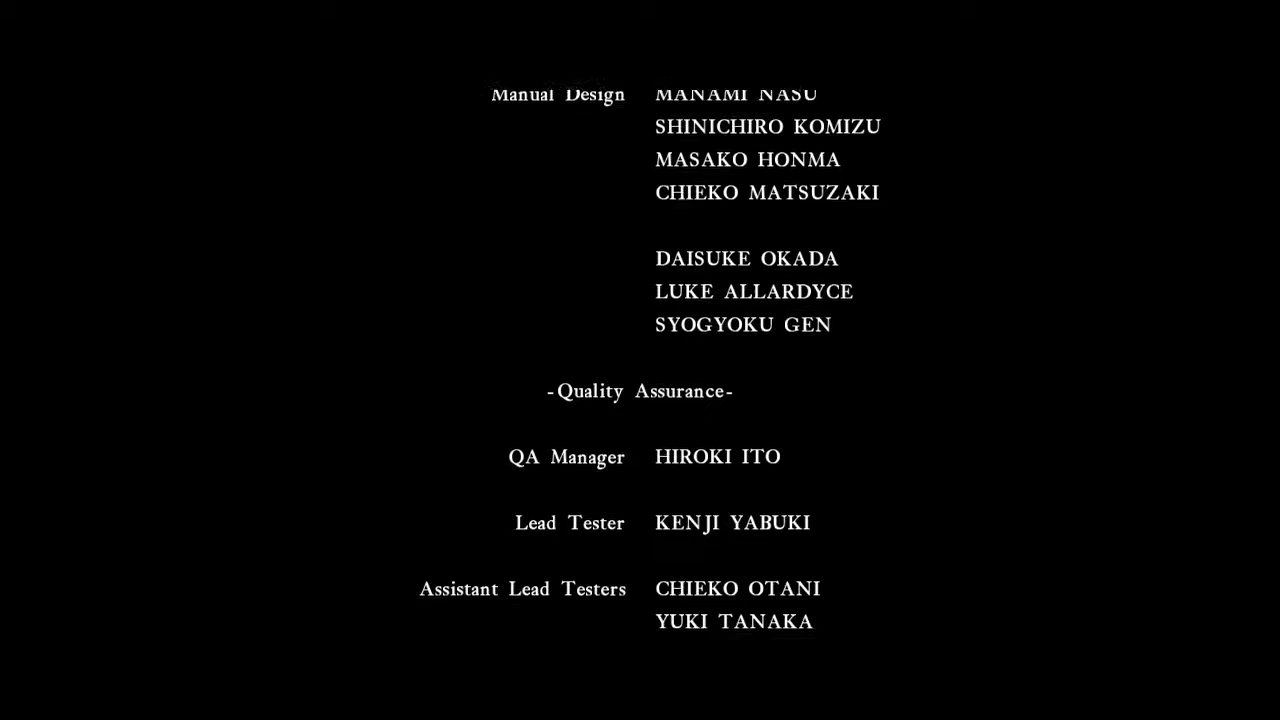 Manual Design MANAMI NASU
SHINICHIRO KOMIZU
MASAKO HONMA
CHIEKO MATSUZAKI
DAISUKE OKADA
LUKE ALLARDYCE
SYOGYOKU GEN
-Quality Assurance-
QA Manager HIROKI ITO
Lead Tester KENJI YABUKI
Assistant Lead Testers CHIEKO OTANI
YUKI TANAKA